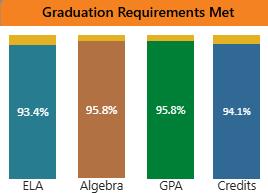 Graduation Requirements Met
93.4% 95.8% 95.8% 94.1%
ELA Algebra GPA Credits